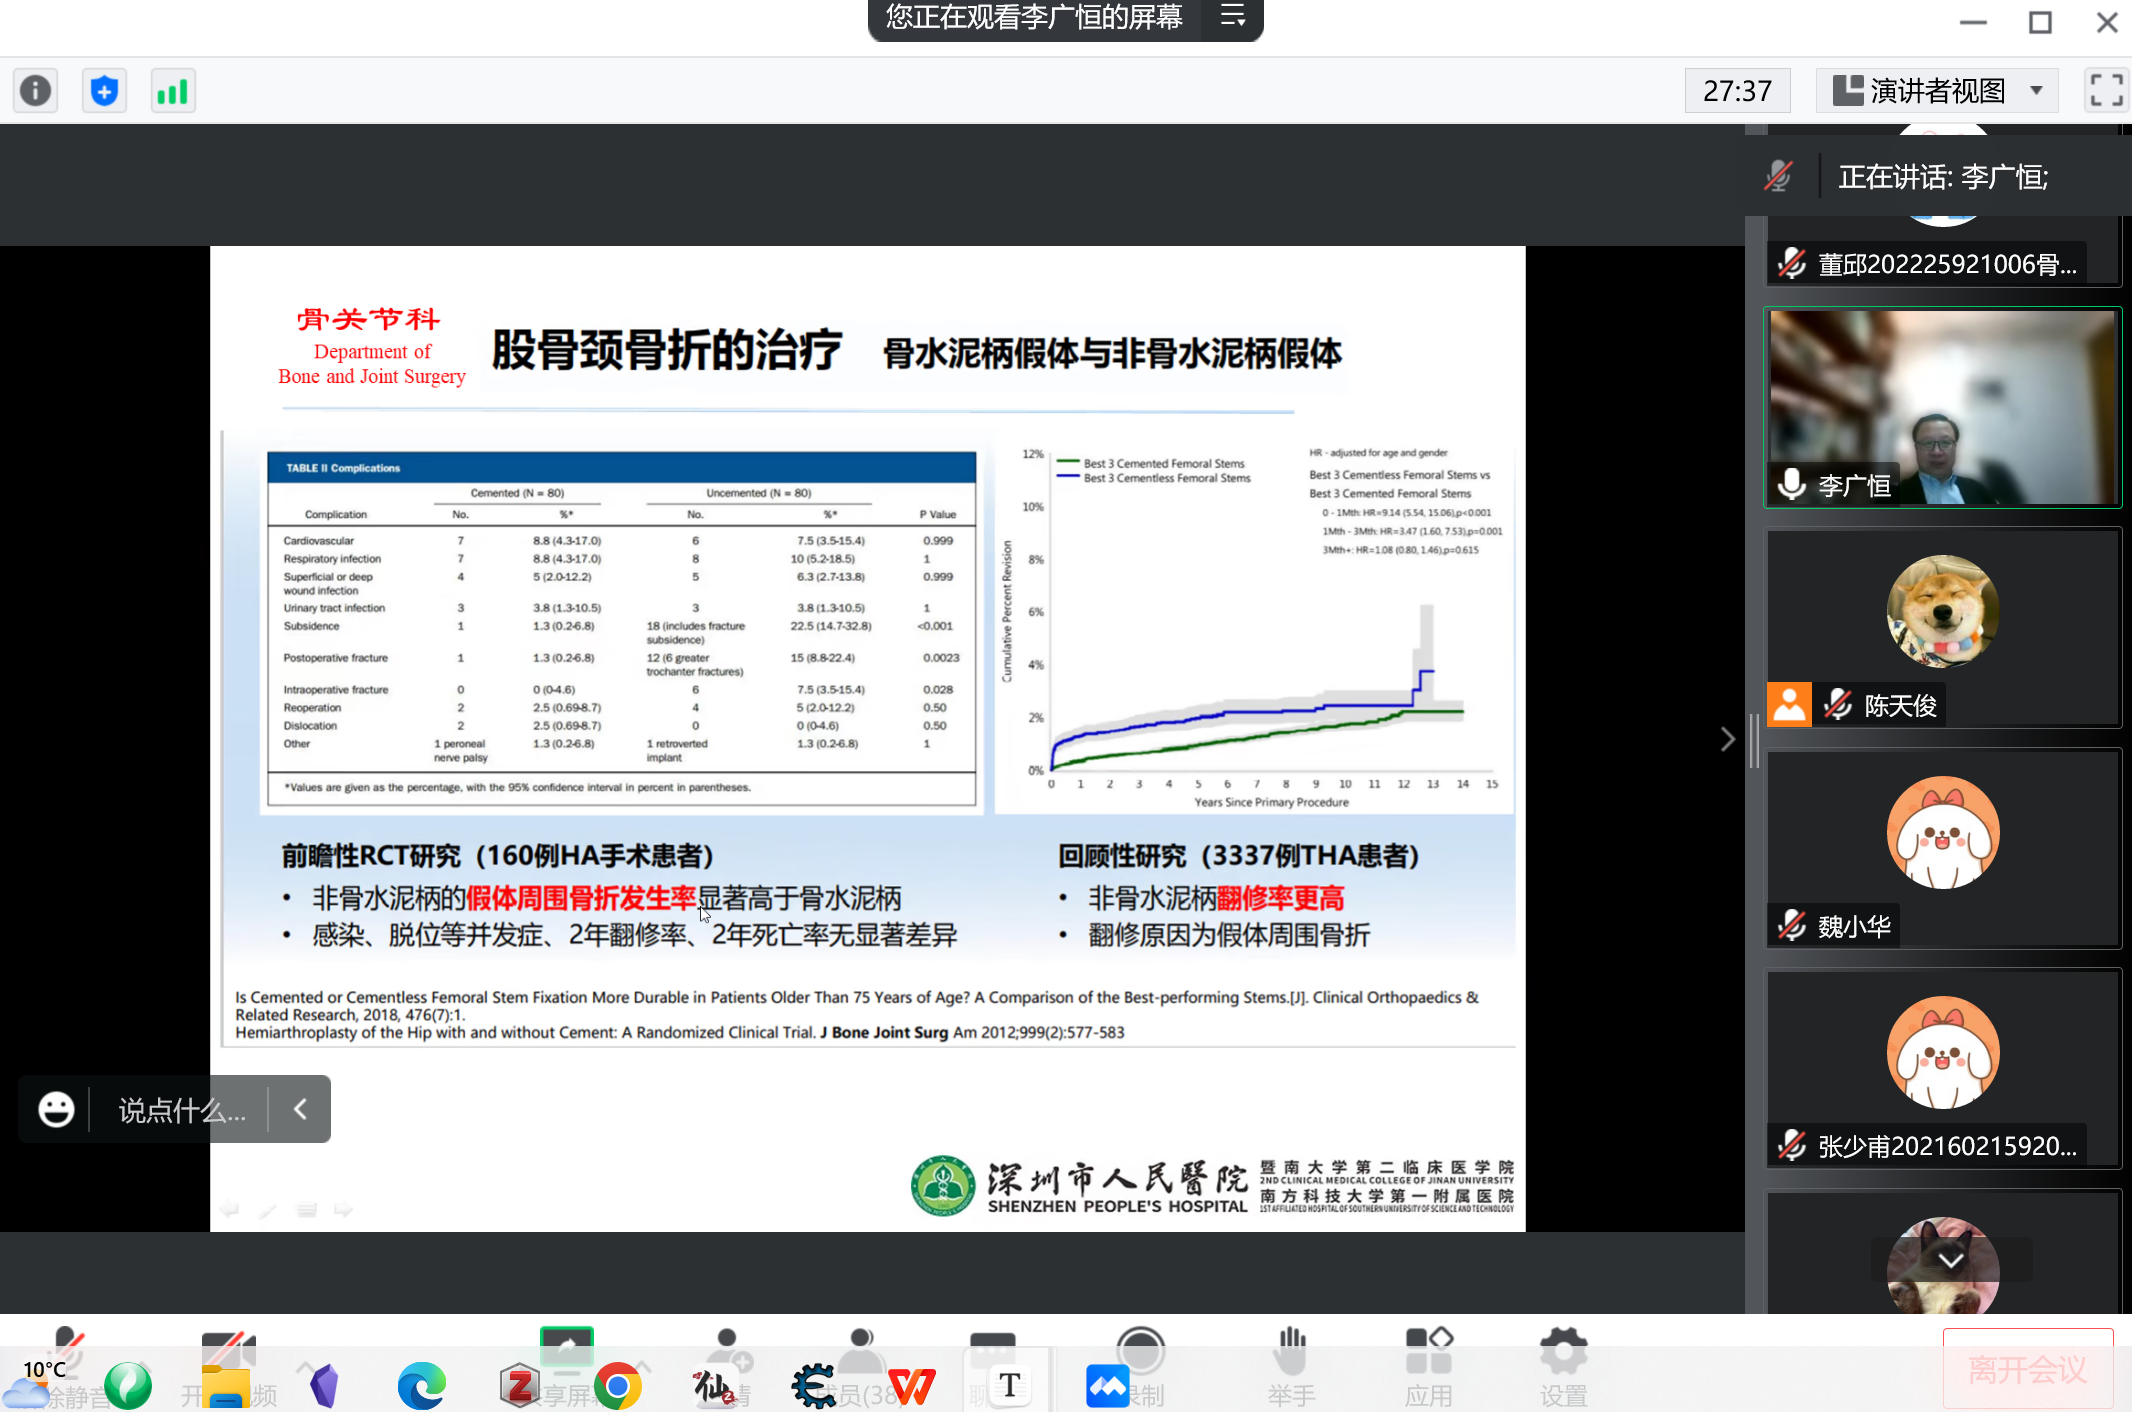 您正在观看李广恒的屏幕
27:37
演讲者视图
正在讲话: 李广恒;
董邱202225921006骨...
李广恒
陈天俊
魏小华
张少甫202160215920...
骨关节科
Department of
Bone and Joint Surgery
股骨颈骨折的治疗 骨水泥柄假体与非骨水泥柄假体
TABLE II Complications
Cemented (N = 80) Uncemented (N = 80)
Complication No. %* No. %* P Value
Cardiovascular 7 8.8 (4.3-17.0) 6 7.5 (3.5-15.4) 0.999
Respiratory infection 7 8.8 (4.3-17.0) 8 10 (5.2-18.5) 1
Superficial or deep 4 5 (2.0-12.2) 5 6.3 (2.7-13.8) 0.999
wound infection
Urinary tract infection 3 3.8 (1.3-10.5) 3 3.8 (1.3-10.5) 1
Subsidence 1 1.3 (0.2-6.8) 18 (includes fracture 22.5 (14.7-32.8) <0.001
subsidence)
Postoperative fracture 1 1.3 (0.2-6.8) 12 (6 greater 15 (8.8-22.4) 0.0023
trochanter fractures)
Intraoperative fracture 0 0 (0-4.6) 6 7.5 (3.5-15.4) 0.028
Reoperation 2 2.5 (0.69-8.7) 4 5 (2.0-12.2) 0.50
Dislocation 2 2.5 (0.69-8.7) 0 0 (0-4.6) 0.50
Other 1 peroneal 1.3 (0.2-6.8) 1 retroverted 1.3 (0.2-6.8) 1
nerve palsy implant
*Values are given as the percentage, with the 95% confidence interval in percent in parentheses.
Best 3 Cemented Femoral Stems
Best 3 Cementless Femoral Stems
HR - adjusted for age and gender
Best 3 Cementless Femoral Stems vs
Best 3 Cemented Femoral Stems
0 - 1Mth: HR=9.14 (5.54, 15.06),p<0.001
1Mth - 3Mth: HR=3.47 (1.60, 7.53),p=0.001
3Mth+: HR=1.08 (0.80, 1.46),p=0.615
Cumulative Percent Revision
12%
10%
8%
6%
4%
2%
0%
0 1 2 3 4 5 6 7 8 9 10 11 12 13 14 15
Years Since Primary Procedure
前瞻性RCT研究（160例HA手术患者）
• 非骨水泥柄的假体周围骨折发生率显著高于骨水泥柄
• 感染、脱位等并发症、2年翻修率、2年死亡率无显著差异
回顾性研究（3337例THA患者）
• 非骨水泥柄翻修率更高
• 翻修原因为假体周围骨折
Is Cemented or Cementless Femoral Stem Fixation More Durable in Patients Older Than 75 Years of Age? A Comparison of the Best-performing Stems.[J]. Clinical Orthopaedics &
Related Research, 2018, 476(7):1.
Hemiarthroplasty of the Hip with and without Cement: A Randomized Clinical Trial. J Bone Joint Surg Am 2012;999(2):577-583
说点什么...
深圳市人民醫院
SHENZHEN PEOPLE'S HOSPITAL
暨南大学第二临床医学院
2ND CLINICAL MEDICAL COLLEGE OF JINAN UNIVERSITY
南方科技大学第一附属医院
1ST AFFILIATED HOSPITAL OF SOUTHERN UNIVERSITY OF SCIENCE AND TECHNOLOGY
10°C
举手
应用
设置
离开会议